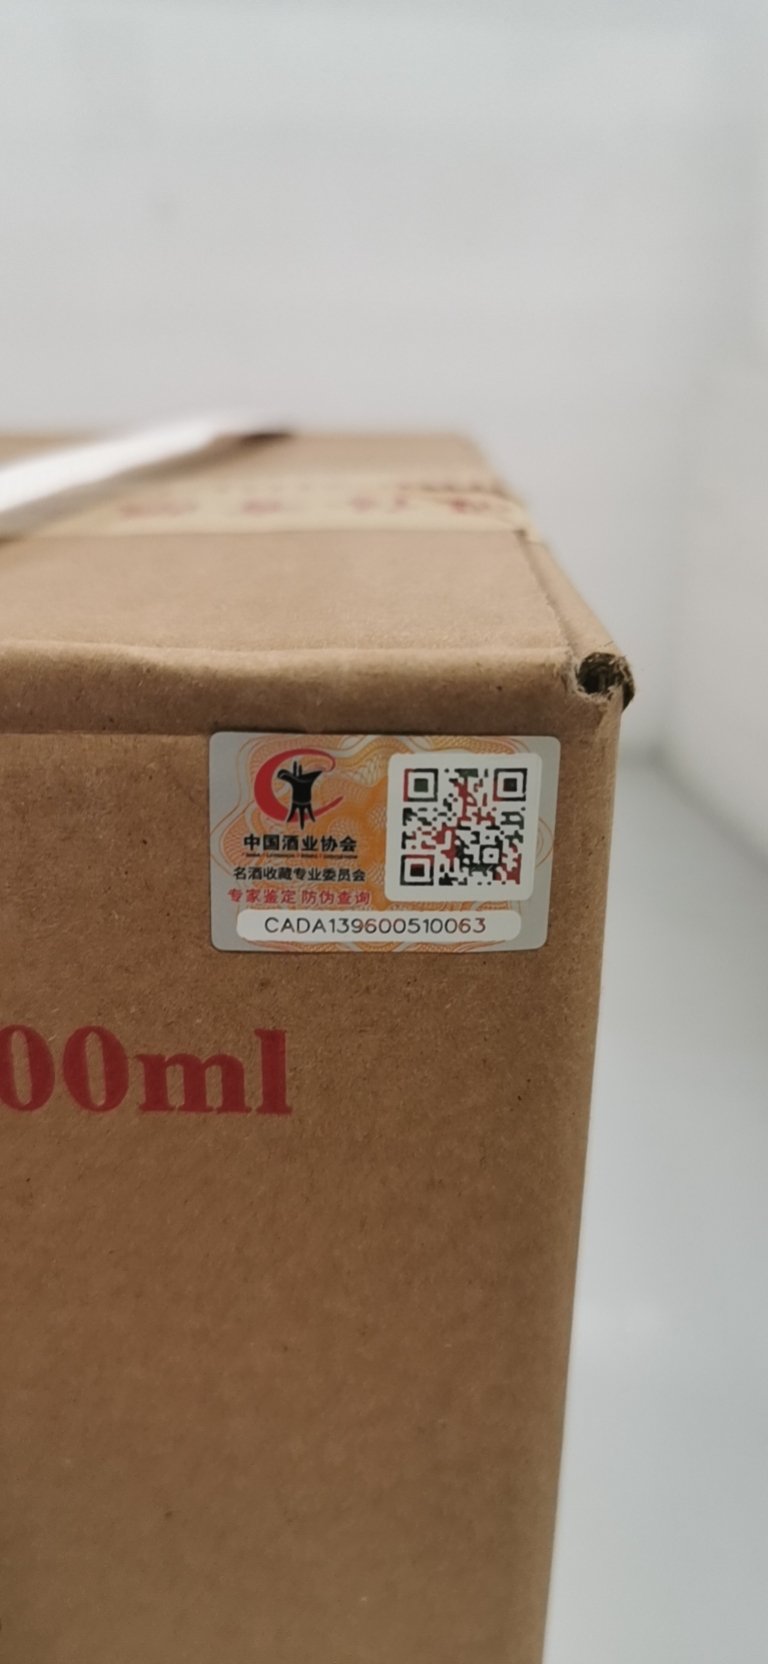 中国酒业协会
名酒收藏专业委员会
专家鉴定 防伪查询
CADA139600510063
00ml